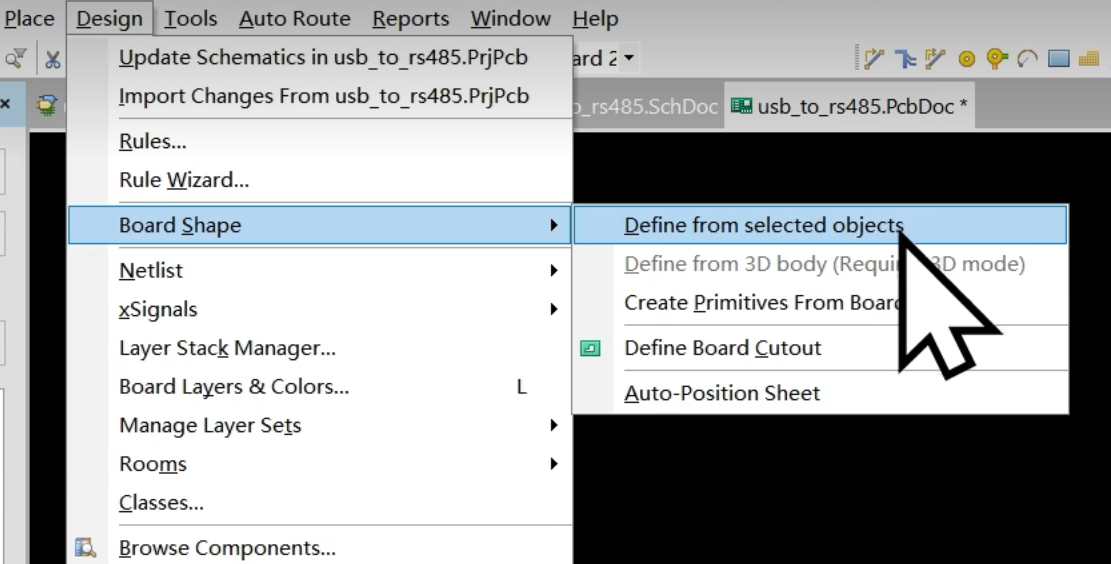 Place Design Tools Auto Route Reports Window Help
Update Schematics in usb_to_rs485.PrjPcb
Import Changes From usb_to_rs485.PrjPcb
ard 2
_rs485.SchDoc
usb_to_rs485.PcbDoc *
Rules...
Rule Wizard...
Board Shape
Define from selected objects
Define from 3D body (Requi 3D mode)
Create Primitives From Board
Define Board Cutout
Auto-Position Sheet
Netlist
xSignals
Layer Stack Manager...
Board Layers & Colors... L
Manage Layer Sets
Rooms
Classes...
Browse Components...